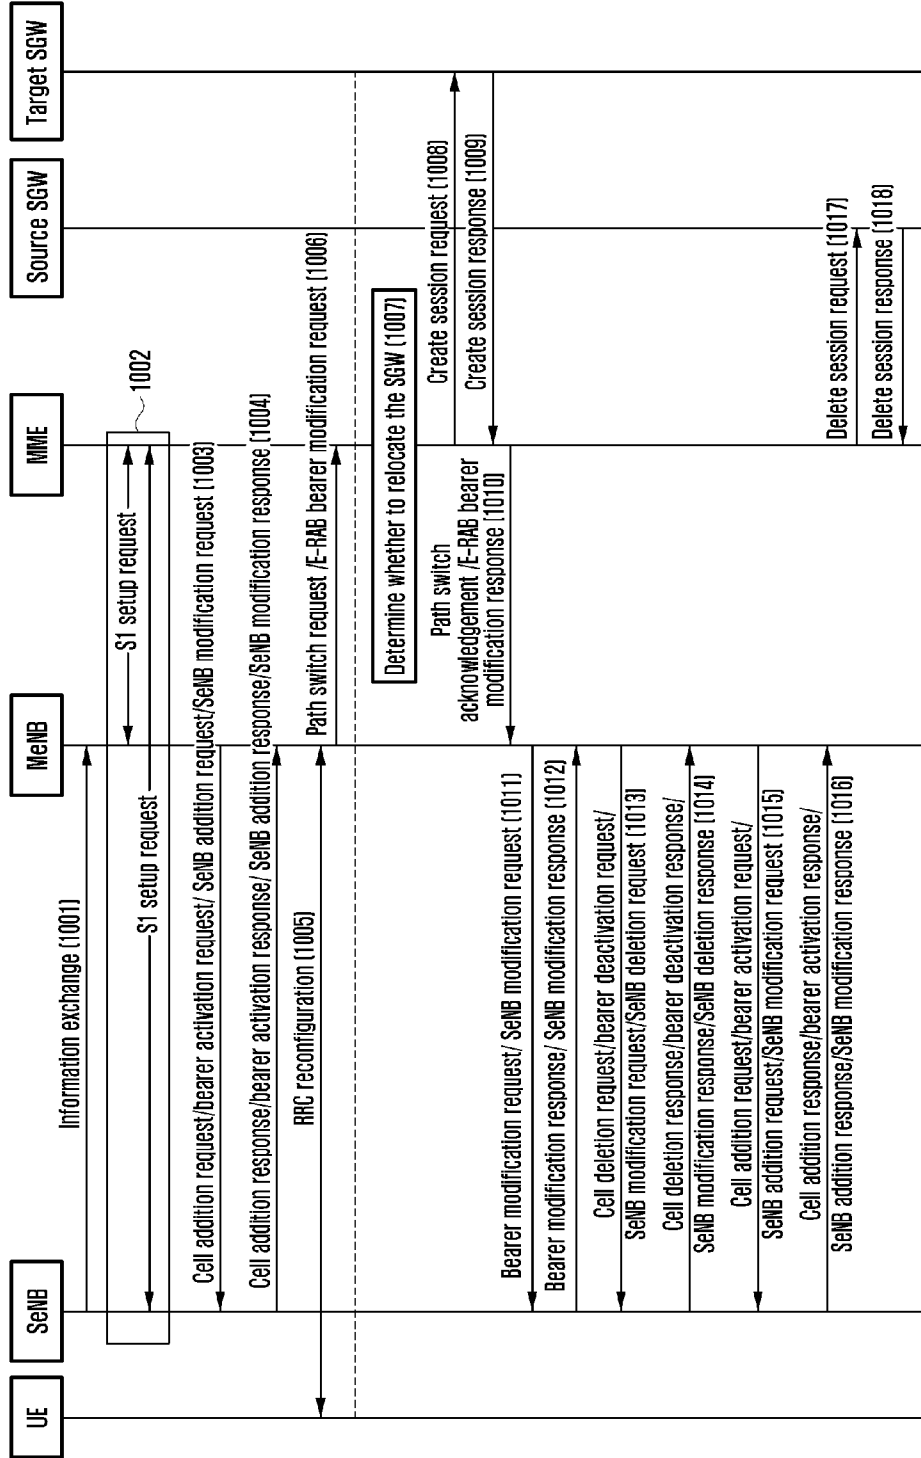 UE
SeNB
MeNB
MME
Source SGW
Target SGW
Information exchange (1001)
S1 setup request
S1 setup request
1002
Cell addition request/bearer activation request/ SeNB addition request/SeNB modification request (1003)
Cell addition response/bearer activation response/ SeNB addition response/SeNB modification response (1004)
RRC reconfiguration (1005)
Path switch request /E-RAB bearer modification request (1006)
Determine whether to relocate the SGW (1007)
Create session request (1008)
Create session response (1009)
Path switch
acknowledgement /E-RAB bearer
modification response (1010)
Bearer modification request/ SeNB modification request (1011)
Bearer modification response/ SeNB modification response (1012)
Cell deletion request/bearer deactivation request/
SeNB modification request/SeNB deletion request (1013)
Cell deletion response/bearer deactivation response/
SeNB modification response/SeNB deletion response (1014)
Cell addition request/bearer activation request/
SeNB addition request/SeNB modification request (1015)
Cell addition response/bearer activation response/
SeNB addition response/SeNB modification response (1016)
Delete session request (1017)
Delete session response (1018)